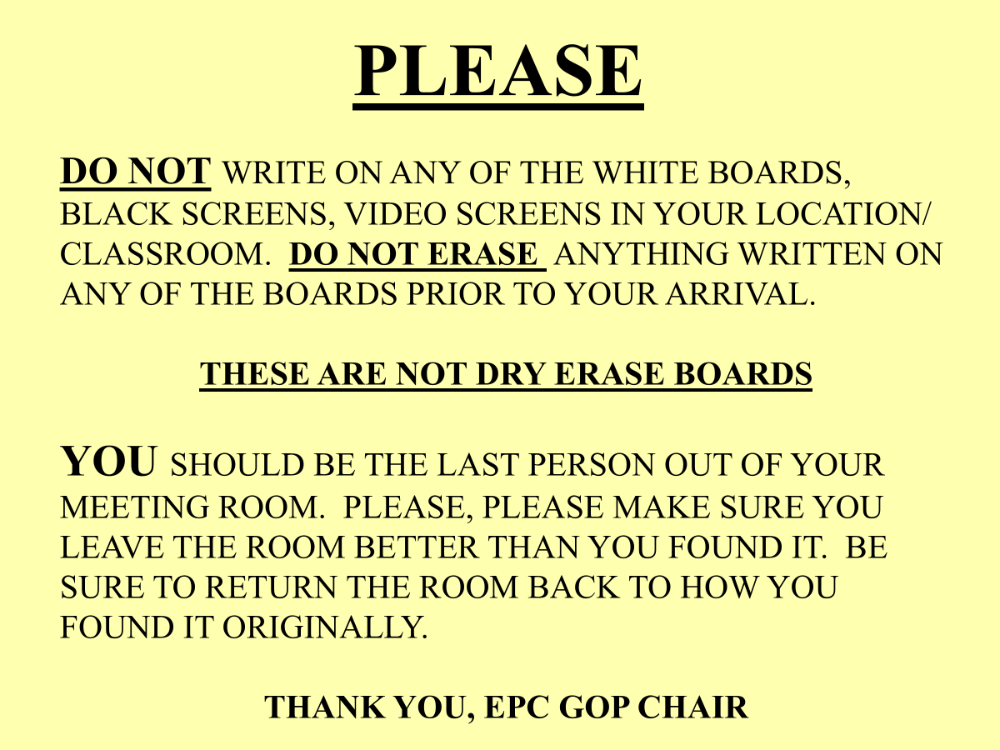 PLEASE
DO NOT WRITE ON ANY OF THE WHITE BOARDS,
BLACK SCREENS, VIDEO SCREENS IN YOUR LOCATION/
CLASSROOM.  DO NOT ERASE  ANYTHING WRITTEN ON
ANY OF THE BOARDS PRIOR TO YOUR ARRIVAL.
THESE ARE NOT DRY ERASE BOARDS
YOU SHOULD BE THE LAST PERSON OUT OF YOUR
MEETING ROOM.  PLEASE, PLEASE MAKE SURE YOU
LEAVE THE ROOM BETTER THAN YOU FOUND IT.  BE
SURE TO RETURN THE ROOM BACK TO HOW YOU
FOUND IT ORIGINALLY.
THANK YOU, EPC GOP CHAIR